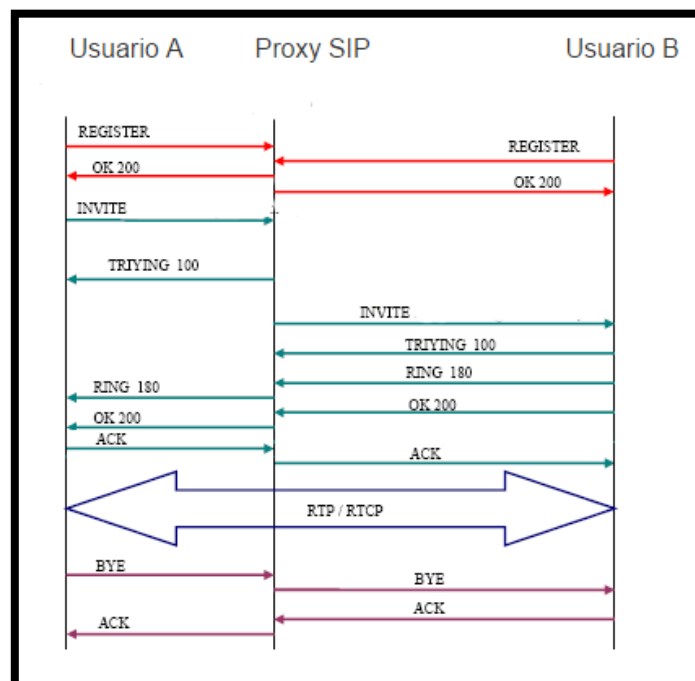 Usuario A Proxy SIP Usuario B
REGISTER
REGISTER
OK 200
OK 200
INVITE
TRIYING 100
INVITE
TRIYING 100
RING 180
RING 180
OK 200
OK 200
ACK
ACK
RTP / RTCP
BYE
BYE
ACK
ACK